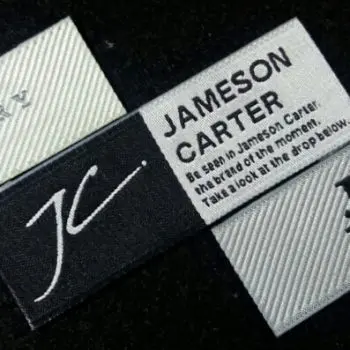 RY
JC.
JAMESON
CARTER
Be seen in Jameson Carter.
the brand of the moment.
Take a look at the drop below.